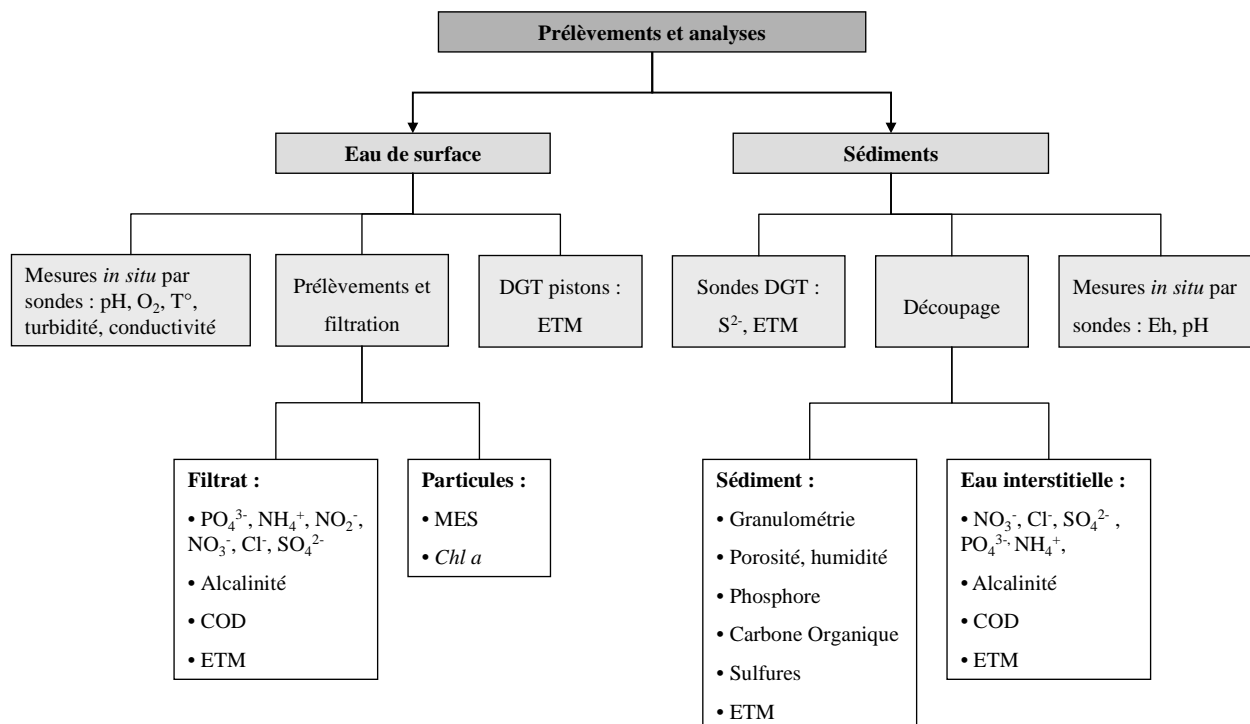 Prélèvements et analyses
Eau de surface
Sédiments
Mesures in situ par
sondes : pH, O₂, T°,
turbidité, conductivité
Prélèvements et
filtration
DGT pistons :
ETM
Sondes DGT :
S²⁻, ETM
Découpage
Mesures in situ par
sondes : Eh, pH
Filtrat :
• PO₄³⁻, NH₄⁺, NO₂⁻,
NO₃⁻, Cl⁻, SO₄²⁻
• Alcalinité
• COD
• ETM
Particules :
• MES
• Chl a
Sédiment :
• Granulométrie
• Porosité, humidité
• Phosphore
• Carbone Organique
• Sulfures
• ETM
Eau interstitielle :
• NO₃⁻, Cl⁻, SO₄²⁻ ,
PO₄³⁻, NH₄⁺,
• Alcalinité
• COD
• ETM